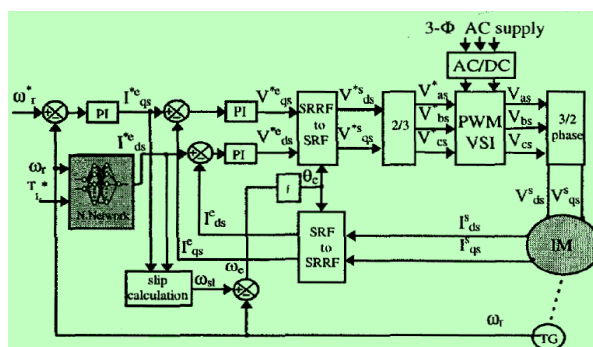 3-Φ AC supply
AC/DC
ω*r
PI
I*e qs
PI
V*e qs
SRRF to SRF
V*s ds
2/3
V*as
PWM VSI
Vas
3/2 phase
V*bs
Vbs
I*e ds
PI
V*e ds
V*s qs
V*cs
Vcs
ωr
N.Network
∫
θe
Ie ds
Ie qs
SRF to SRRF
Is ds
Is qs
Vs ds
Vs qs
IM
ωe
slip calculation
ωsl
ωr
TG